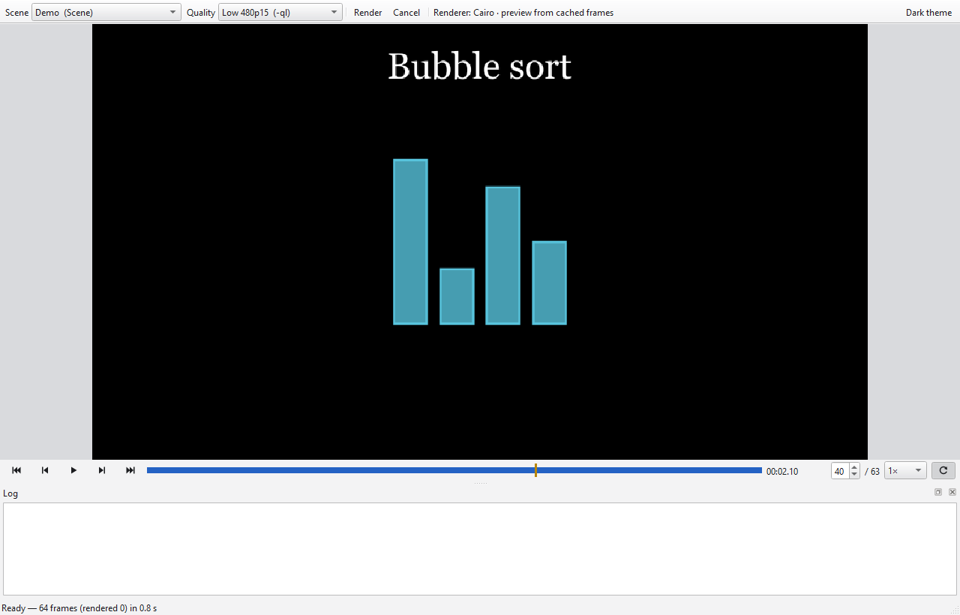 Scene Demo (Scene) Quality Low 480p15 (-ql) Render Cancel Renderer: Cairo · preview from cached frames Dark theme
Bubble sort
00:02.10 40 / 63 1×
Log
Ready — 64 frames (rendered 0) in 0.8 s